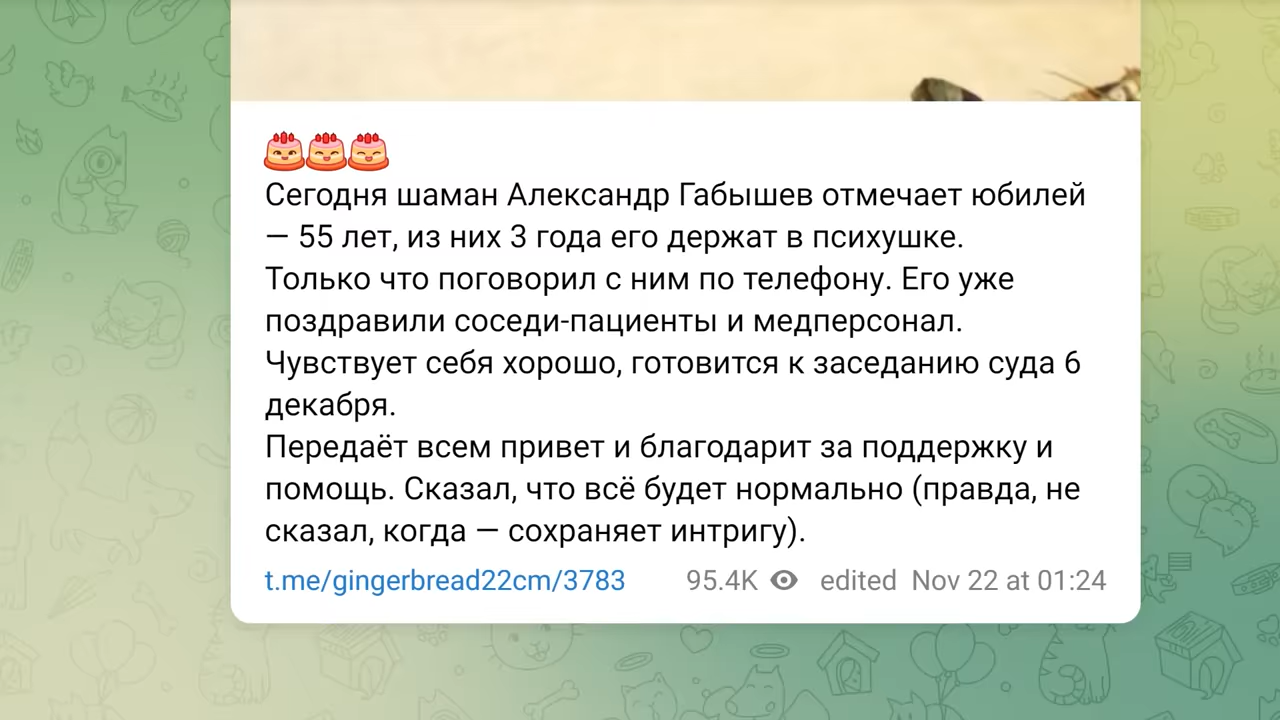 Сегодня шаман Александр Габышев отмечает юбилей
— 55 лет, из них 3 года его держат в психушке.
Только что поговорил с ним по телефону. Его уже
поздравили соседи-пациенты и медперсонал.
Чувствует себя хорошо, готовится к заседанию суда 6
декабря.
Передаёт всем привет и благодарит за поддержку и
помощь. Сказал, что всё будет нормально (правда, не
сказал, когда — сохраняет интригу).
t.me/gingerbread22cm/3783 95.4K edited Nov 22 at 01:24